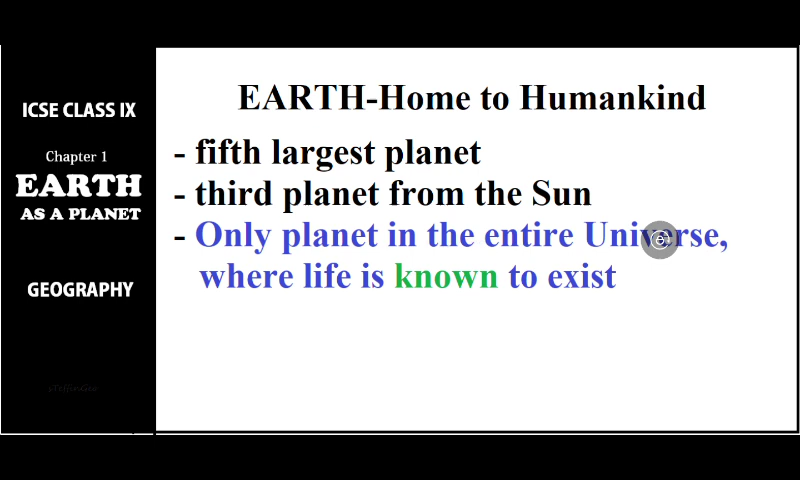 ICSE CLASS IX
Chapter 1
EARTH
AS A PLANET
GEOGRAPHY
EARTH-Home to Humankind
- fifth largest planet
- third planet from the Sun
- Only planet in the entire Universe,
where life is known to exist